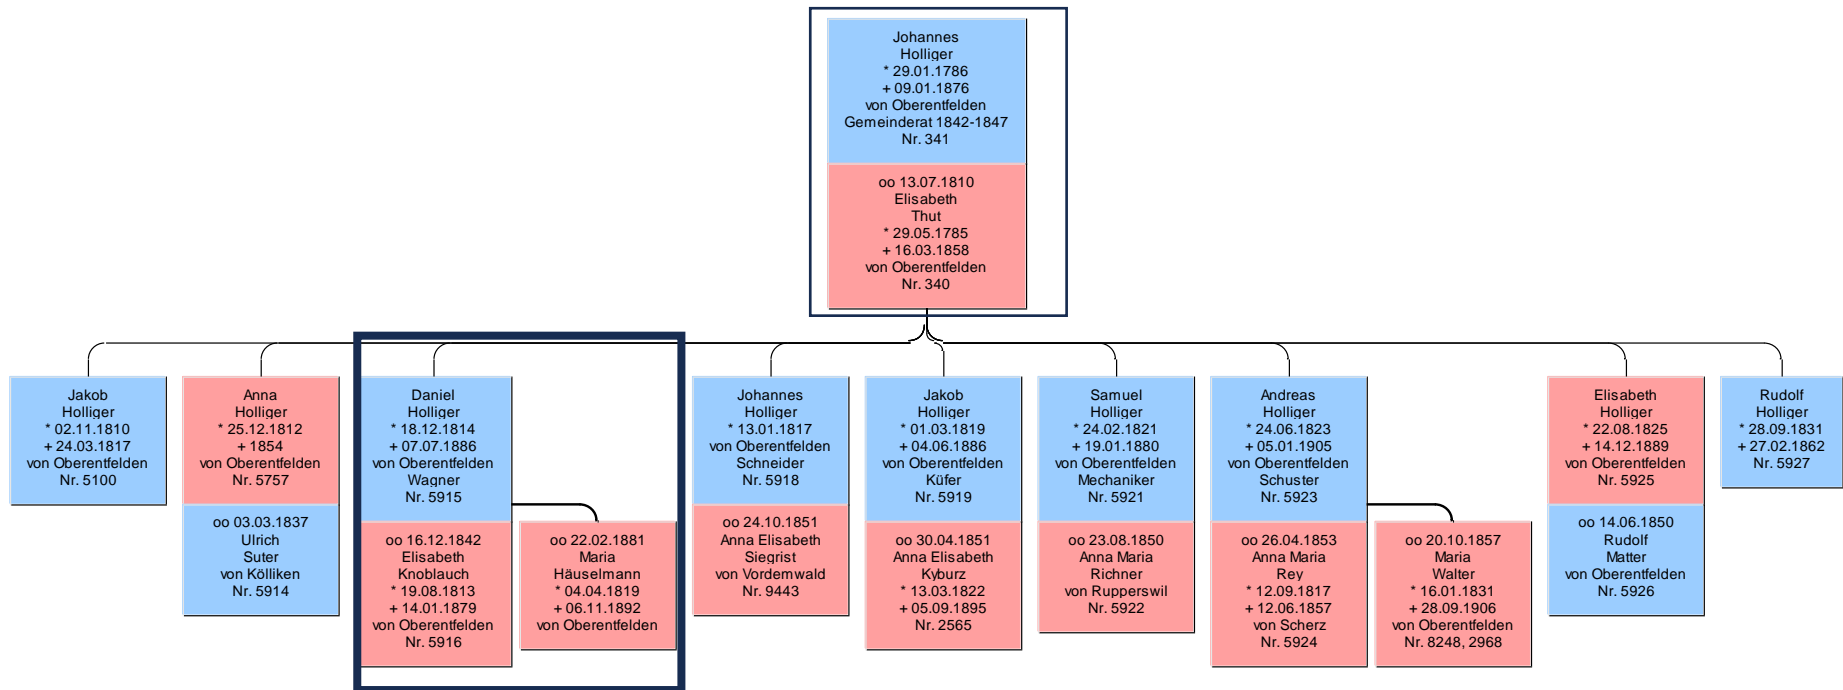 Johannes
Holliger
* 29.01.1786
+ 09.01.1876
von Oberentfelden
Gemeinderat 1842-1847
Nr. 341
oo 13.07.1810
Elisabeth
Thut
* 29.05.1785
+ 16.03.1858
von Oberentfelden
Nr. 340
Jakob
Holliger
* 02.11.1810
+ 24.03.1817
von Oberentfelden
Nr. 5100
Anna
Holliger
* 25.12.1812
+ 1854
von Oberentfelden
Nr. 5757
oo 03.03.1837
Ulrich
Suter
von Kölliken
Nr. 5914
Daniel
Holliger
* 18.12.1814
+ 07.07.1886
von Oberentfelden
Wagner
Nr. 5915
oo 16.12.1842
Elisabeth
Knoblauch
* 19.08.1813
+ 14.01.1879
von Oberentfelden
Nr. 5916
oo 22.02.1881
Maria
Häuselmann
* 04.04.1819
+ 06.11.1892
von Oberentfelden
Johannes
Holliger
* 13.01.1817
von Oberentfelden
Schneider
Nr. 5918
oo 24.10.1851
Anna Elisabeth
Siegrist
von Vordemwald
Nr. 9443
Jakob
Holliger
* 01.03.1819
+ 04.06.1886
von Oberentfelden
Küfer
Nr. 5919
oo 30.04.1851
Anna Elisabeth
Kyburz
* 13.03.1822
+ 05.09.1895
Nr. 2565
Samuel
Holliger
* 24.02.1821
+ 19.01.1880
von Oberentfelden
Mechaniker
Nr. 5921
oo 23.08.1850
Anna Maria
Richner
von Rupperswil
Nr. 5922
Andreas
Holliger
* 24.06.1823
+ 05.01.1905
von Oberentfelden
Schuster
Nr. 5923
oo 26.04.1853
Anna Maria
Rey
* 12.09.1817
+ 12.06.1857
von Scherz
Nr. 5924
oo 20.10.1857
Maria
Walter
* 16.01.1831
+ 28.09.1906
von Oberentfelden
Nr. 8248, 2968
Elisabeth
Holliger
* 22.08.1825
+ 14.12.1889
von Oberentfelden
Nr. 5925
oo 14.06.1850
Rudolf
Matter
von Oberentfelden
Nr. 5926
Rudolf
Holliger
* 28.09.1831
+ 27.02.1862
Nr. 5927